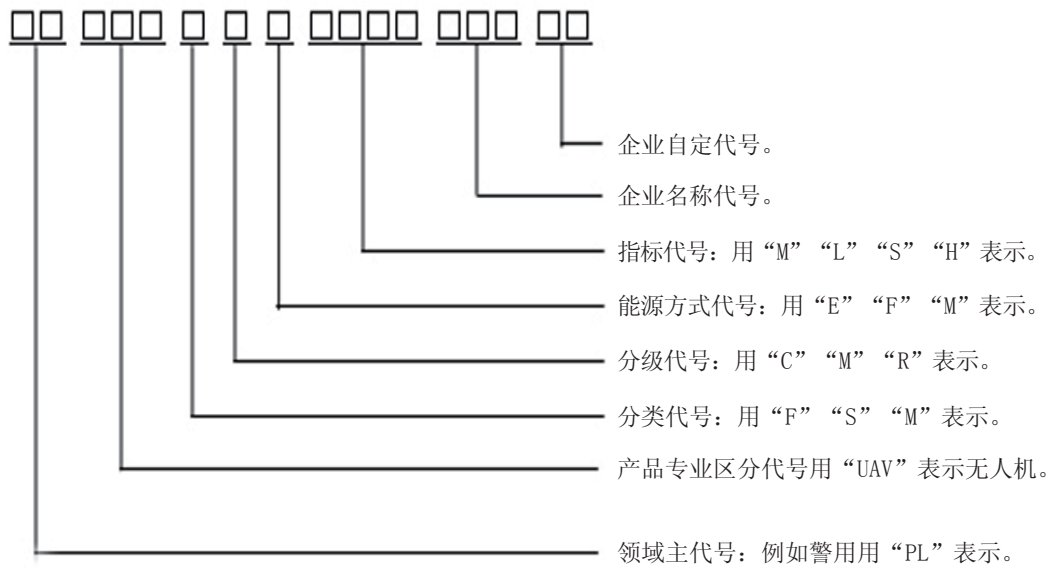 □□ □□□ □ □ □ □□□□ □□□ □□
企业自定代号。
企业名称代号。
指标代号：用“M”“L”“S”“H”表示。
能源方式代号：用“E”“F”“M”表示。
分级代号：用“C”“M”“R”表示。
分类代号：用“F”“S”“M”表示。
产品专业区分代号用“UAV”表示无人机。
领域主代号：例如警用用“PL”表示。